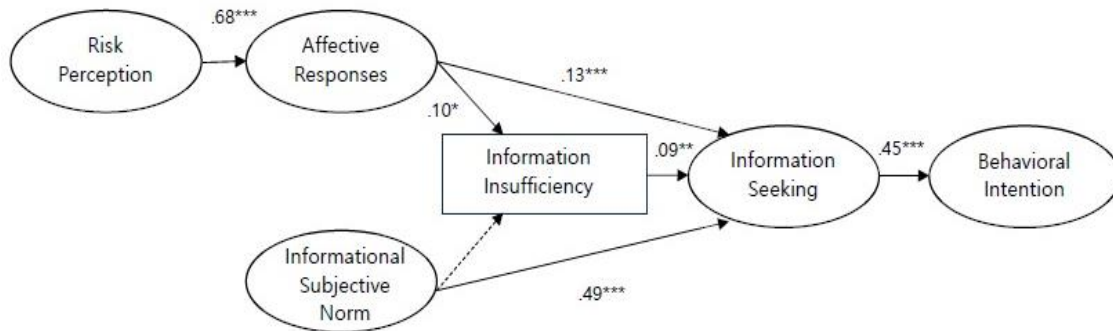 .68***
Risk
Perception
Affective
Responses
.13***
.10*
Information
Insufficiency
.09**
Information
Seeking
.45***
Behavioral
Intention
Informational
Subjective
Norm
.49***